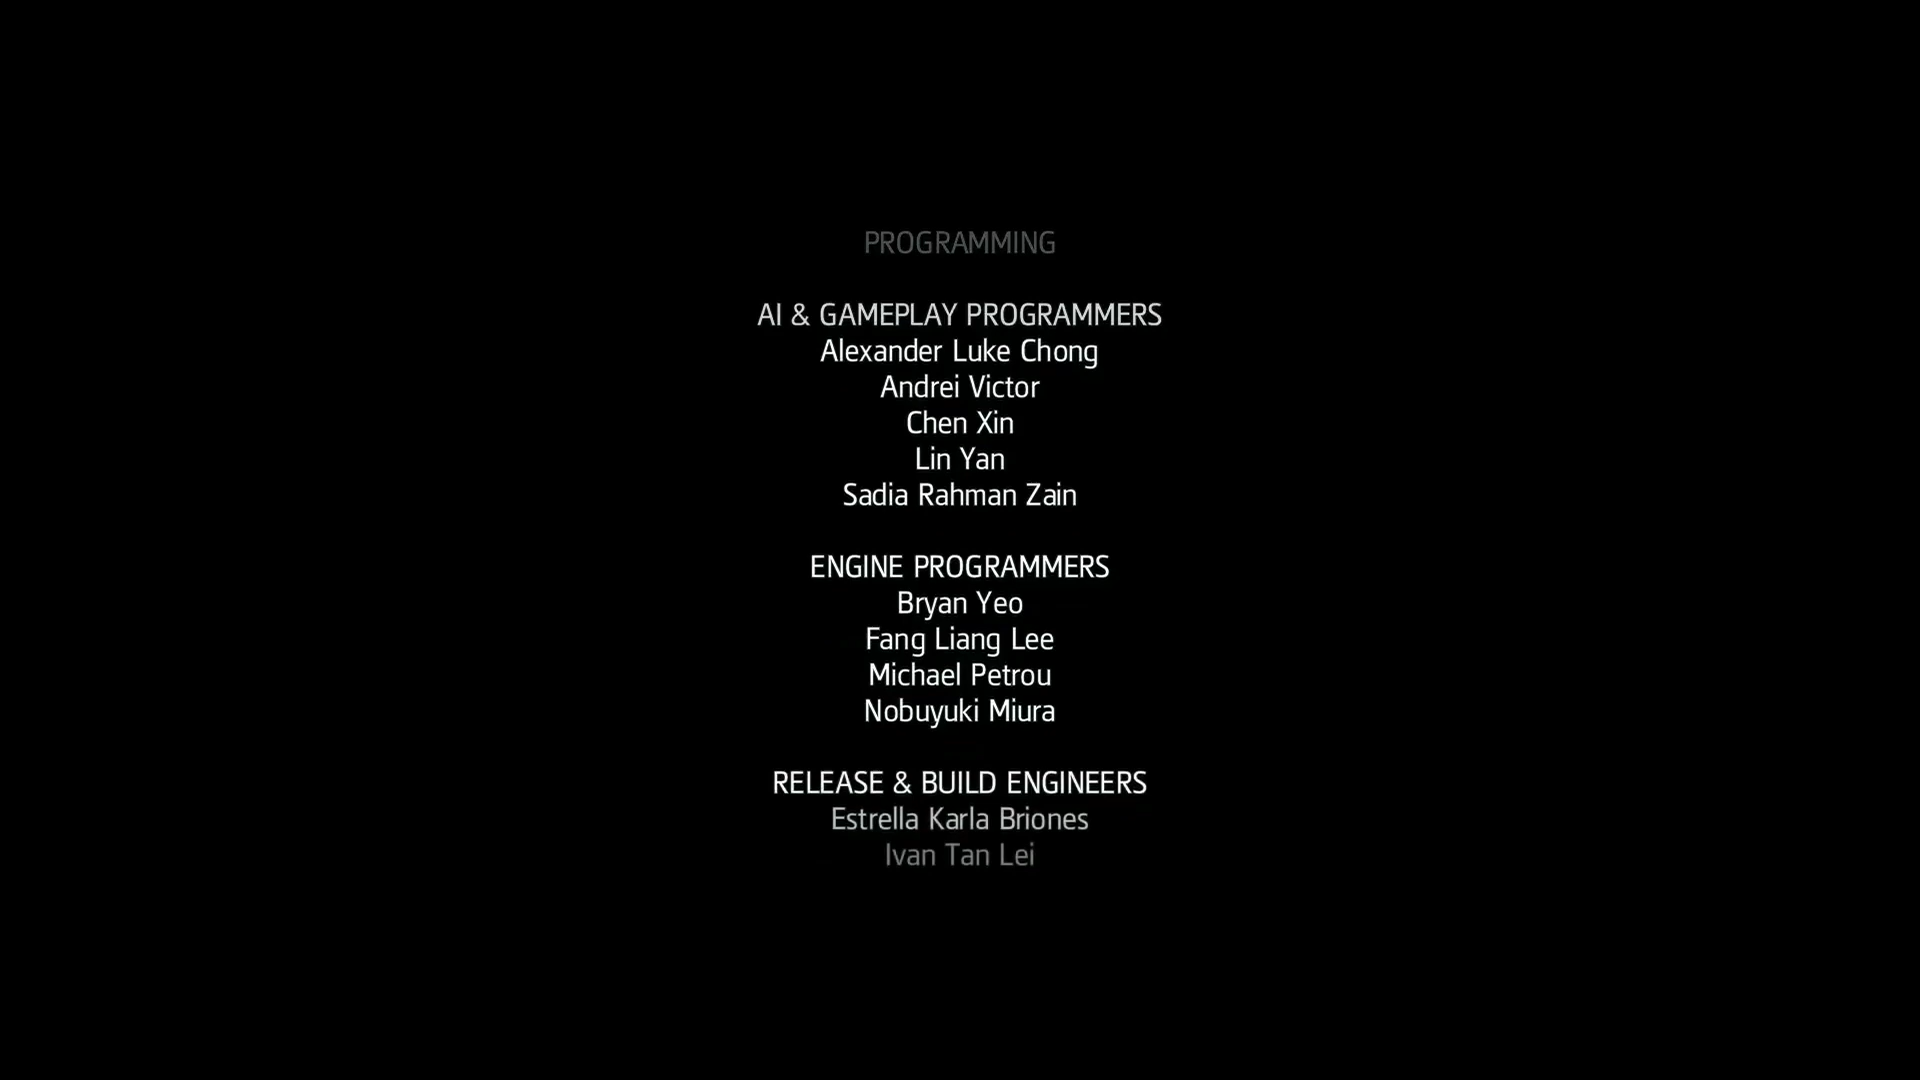 PROGRAMMING
AI & GAMEPLAY PROGRAMMERS
Alexander Luke Chong
Andrei Victor
Chen Xin
Lin Yan
Sadia Rahman Zain
ENGINE PROGRAMMERS
Bryan Yeo
Fang Liang Lee
Michael Petrou
Nobuyuki Miura
RELEASE & BUILD ENGINEERS
Estrella Karla Briones
Ivan Tan Lei